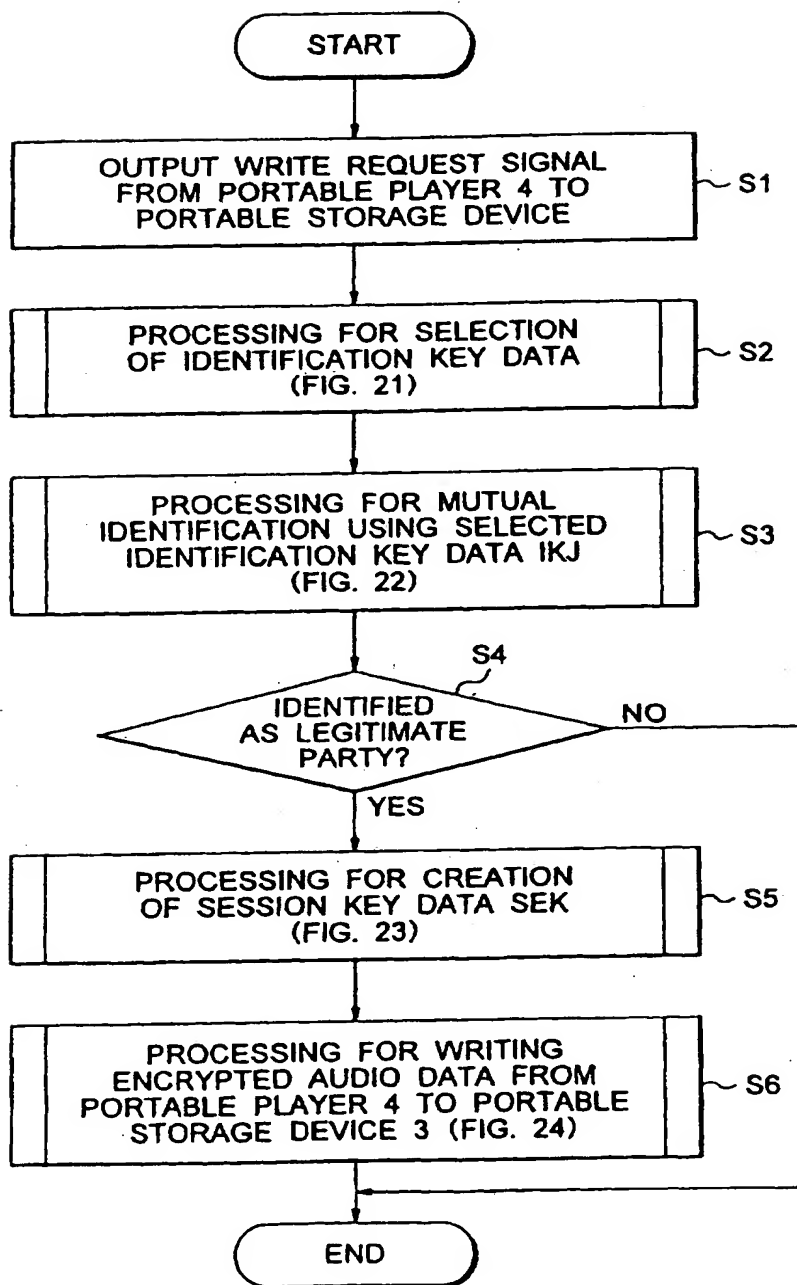 START
OUTPUT WRITE REQUEST SIGNAL
FROM PORTABLE PLAYER 4 TO
PORTABLE STORAGE DEVICE
S1
PROCESSING FOR SELECTION
OF IDENTIFICATION KEY DATA
(FIG. 21)
S2
PROCESSING FOR MUTUAL
IDENTIFICATION USING SELECTED
IDENTIFICATION KEY DATA IKJ
(FIG. 22)
S3
S4
IDENTIFIED
AS LEGITIMATE
PARTY?
NO
YES
PROCESSING FOR CREATION
OF SESSION KEY DATA SEK
(FIG. 23)
S5
PROCESSING FOR WRITING
ENCRYPTED AUDIO DATA FROM
PORTABLE PLAYER 4 TO PORTABLE
STORAGE DEVICE 3 (FIG. 24)
S6
END